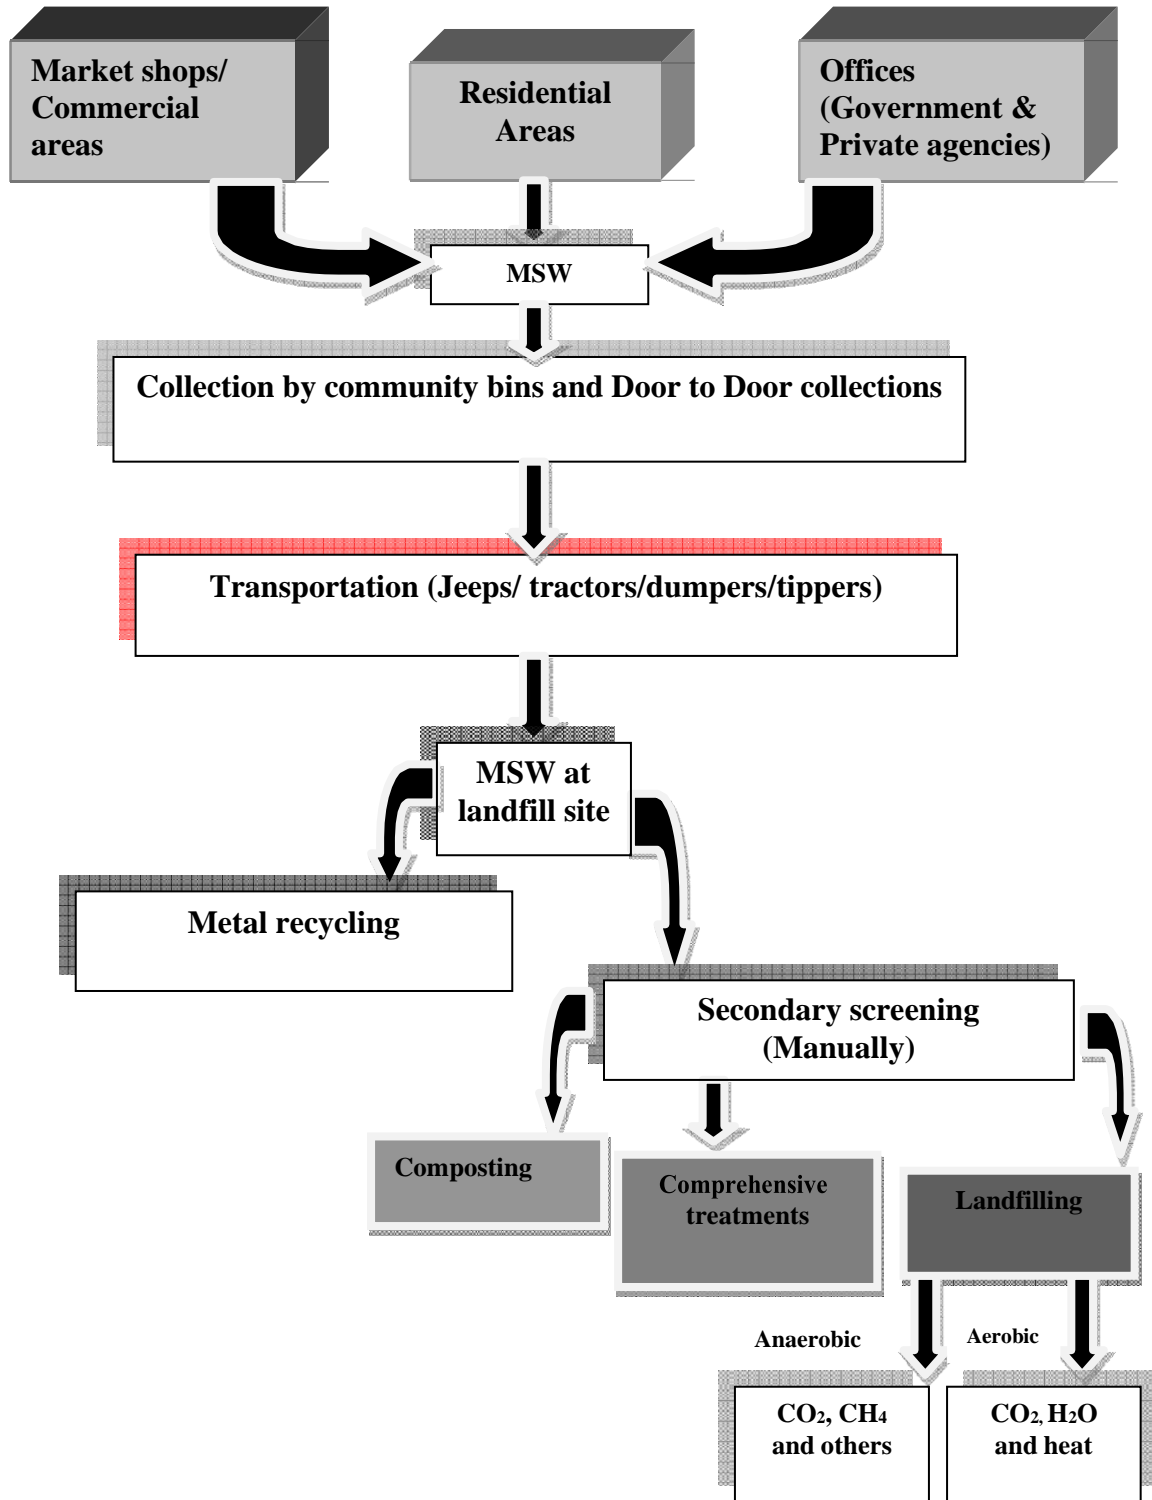 Market shops/
Commercial
areas
Residential
Areas
Offices
(Government &
Private agencies)
MSW
Collection by community bins and Door to Door collections
Transportation (Jeeps/ tractors/dumpers/tippers)
MSW at
landfill site
Metal recycling
Secondary screening
(Manually)
Composting
Comprehensive
treatments
Landfilling
Anaerobic
Aerobic
CO₂, CH₄
and others
CO₂, H₂O
and heat